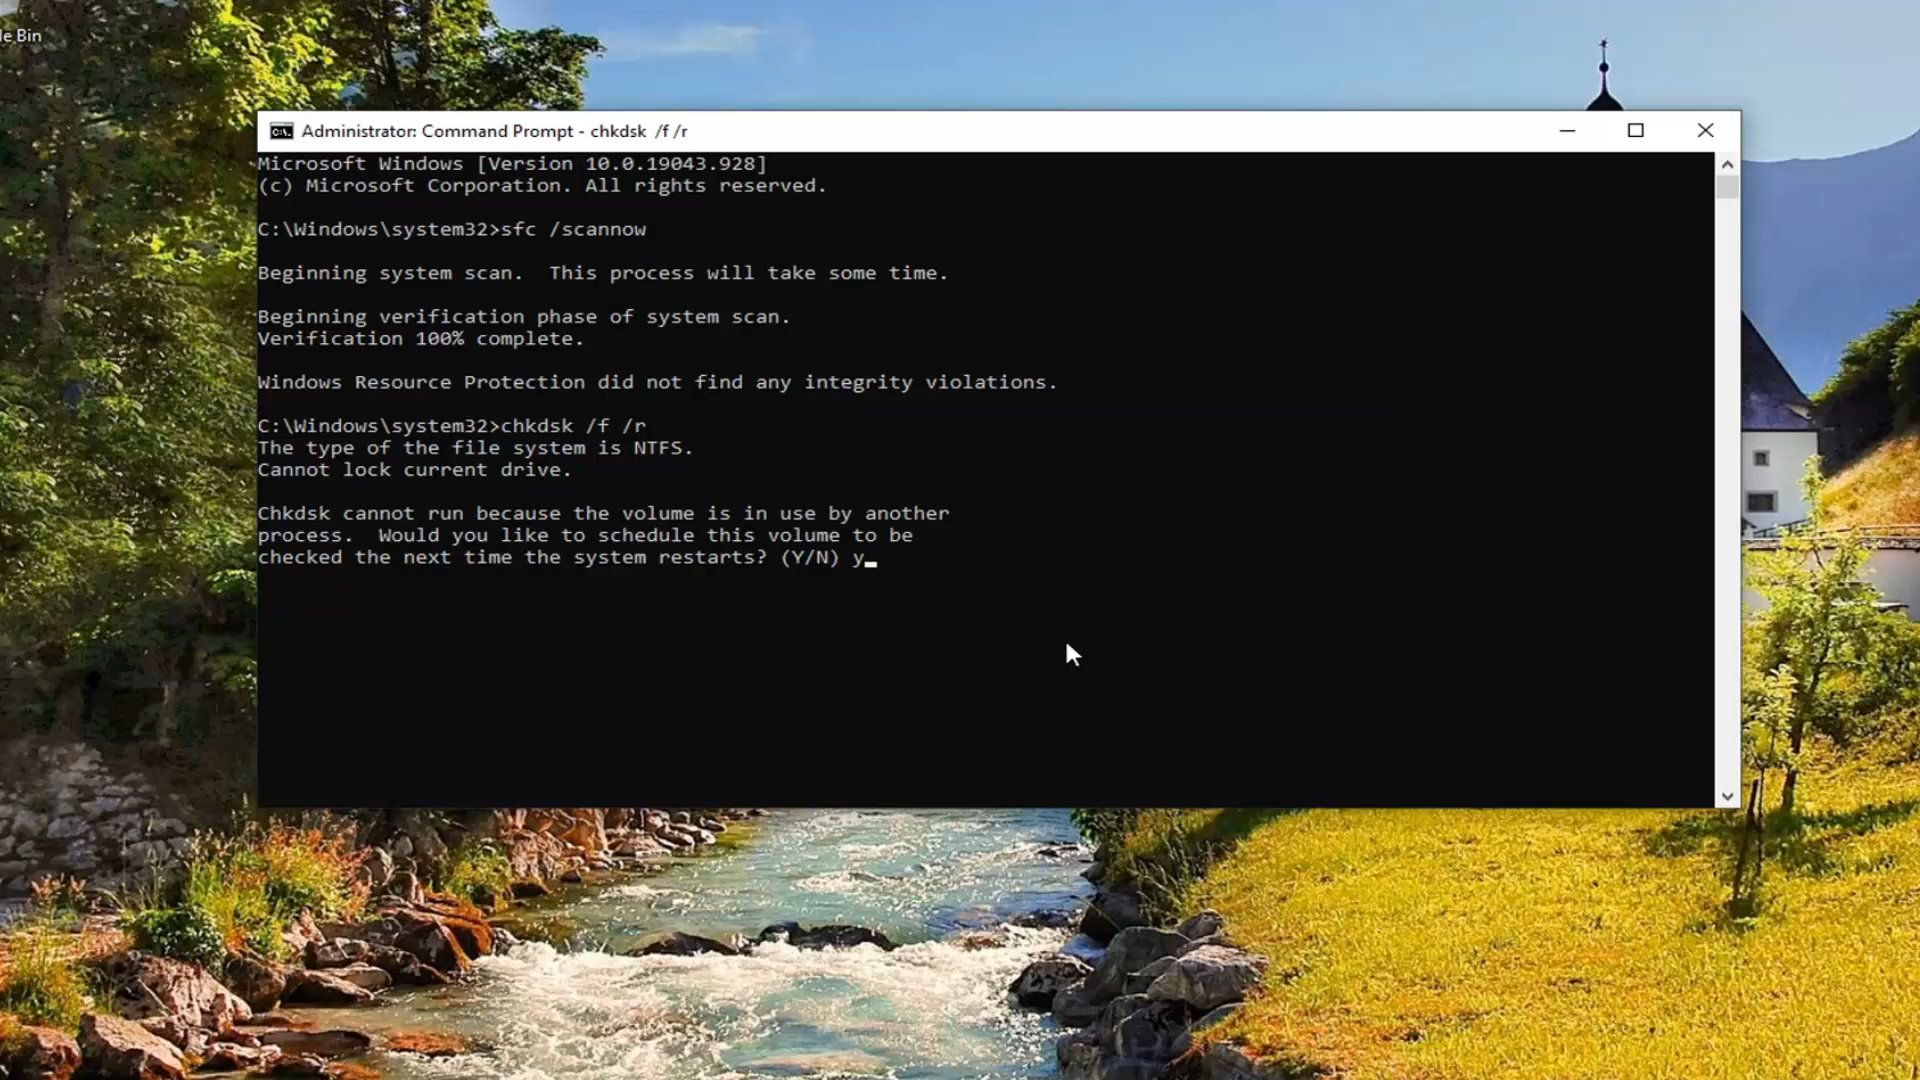 le Bin
Administrator: Command Prompt - chkdsk /f /r
Microsoft Windows [Version 10.0.19043.928]
(c) Microsoft Corporation. All rights reserved.
C:\Windows\system32>sfc /scannow
Beginning system scan.  This process will take some time.
Beginning verification phase of system scan.
Verification 100% complete.
Windows Resource Protection did not find any integrity violations.
C:\Windows\system32>chkdsk /f /r
The type of the file system is NTFS.
Cannot lock current drive.
Chkdsk cannot run because the volume is in use by another
process.  Would you like to schedule this volume to be
checked the next time the system restarts? (Y/N) y